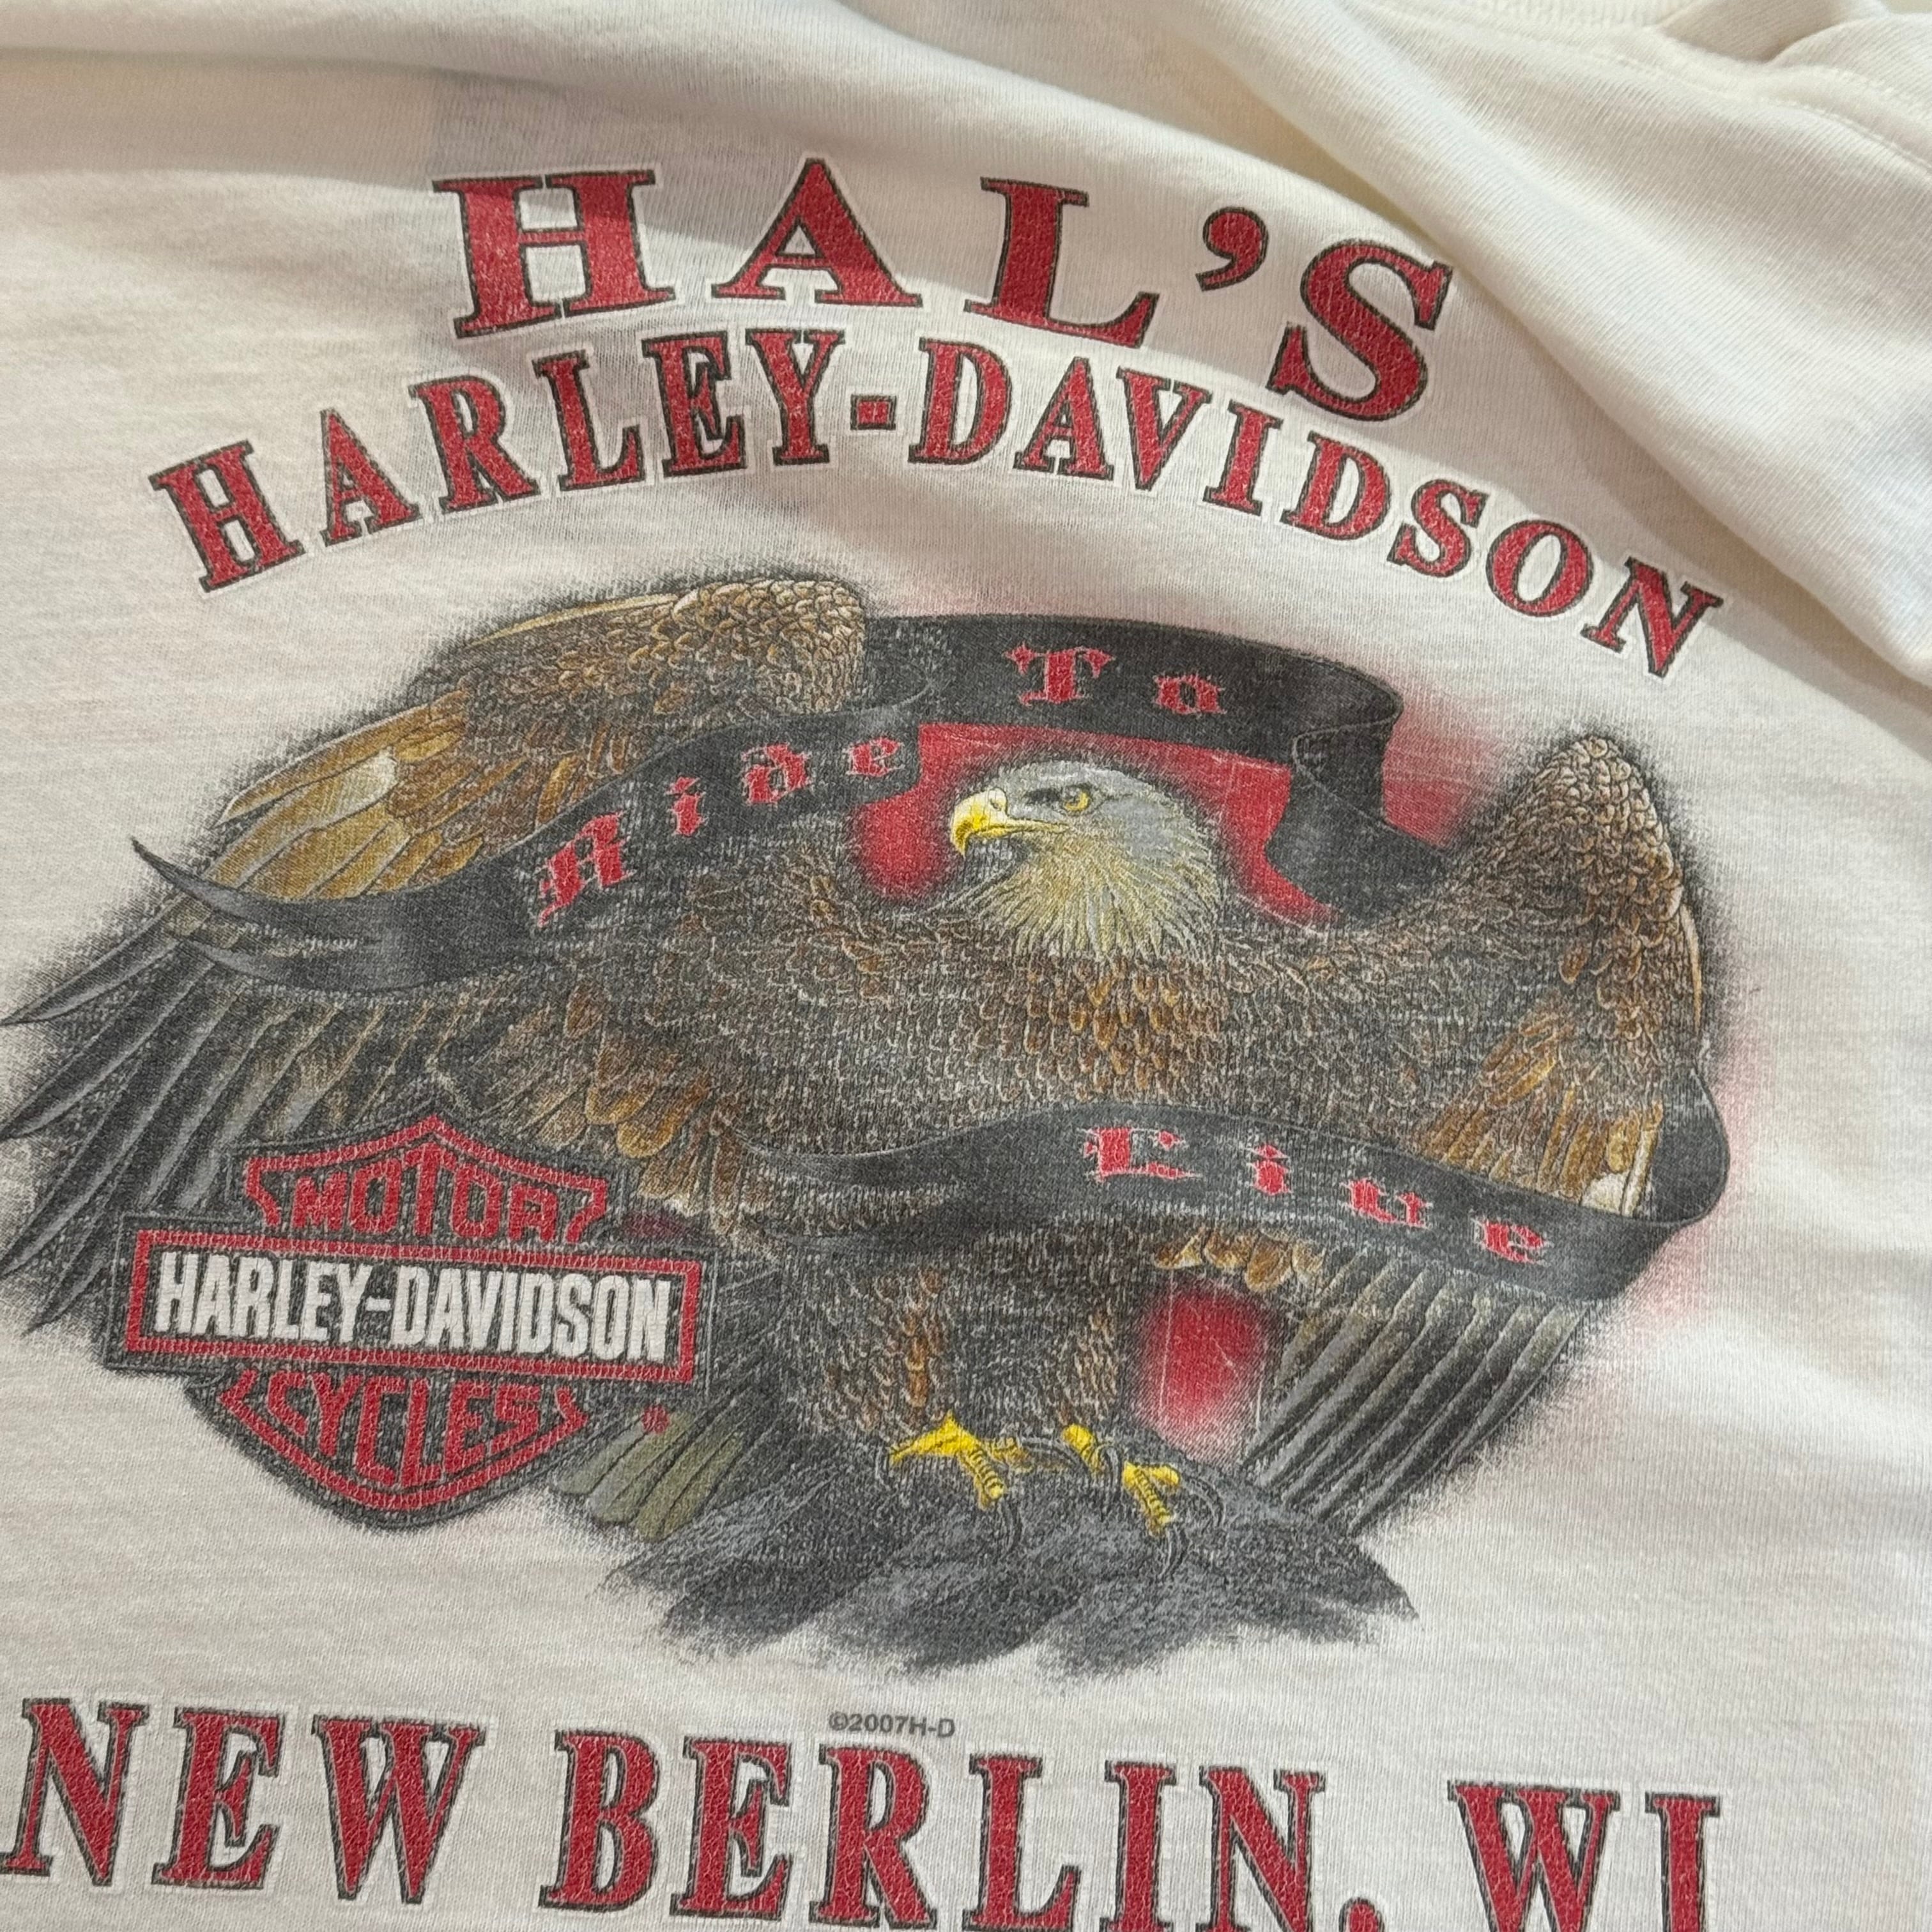 HAL'S
HARLEY-DAVIDSON
Ride To
Live
MOTOR
HARLEY-DAVIDSON
CYCLES
©2007H-D
NEW BERLIN, WI